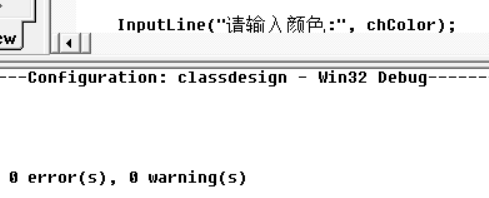 InputLine("请输入颜色:", chColor);
ew
---Configuration: classdesign - Win32 Debug------
0 error(s), 0 warning(s)